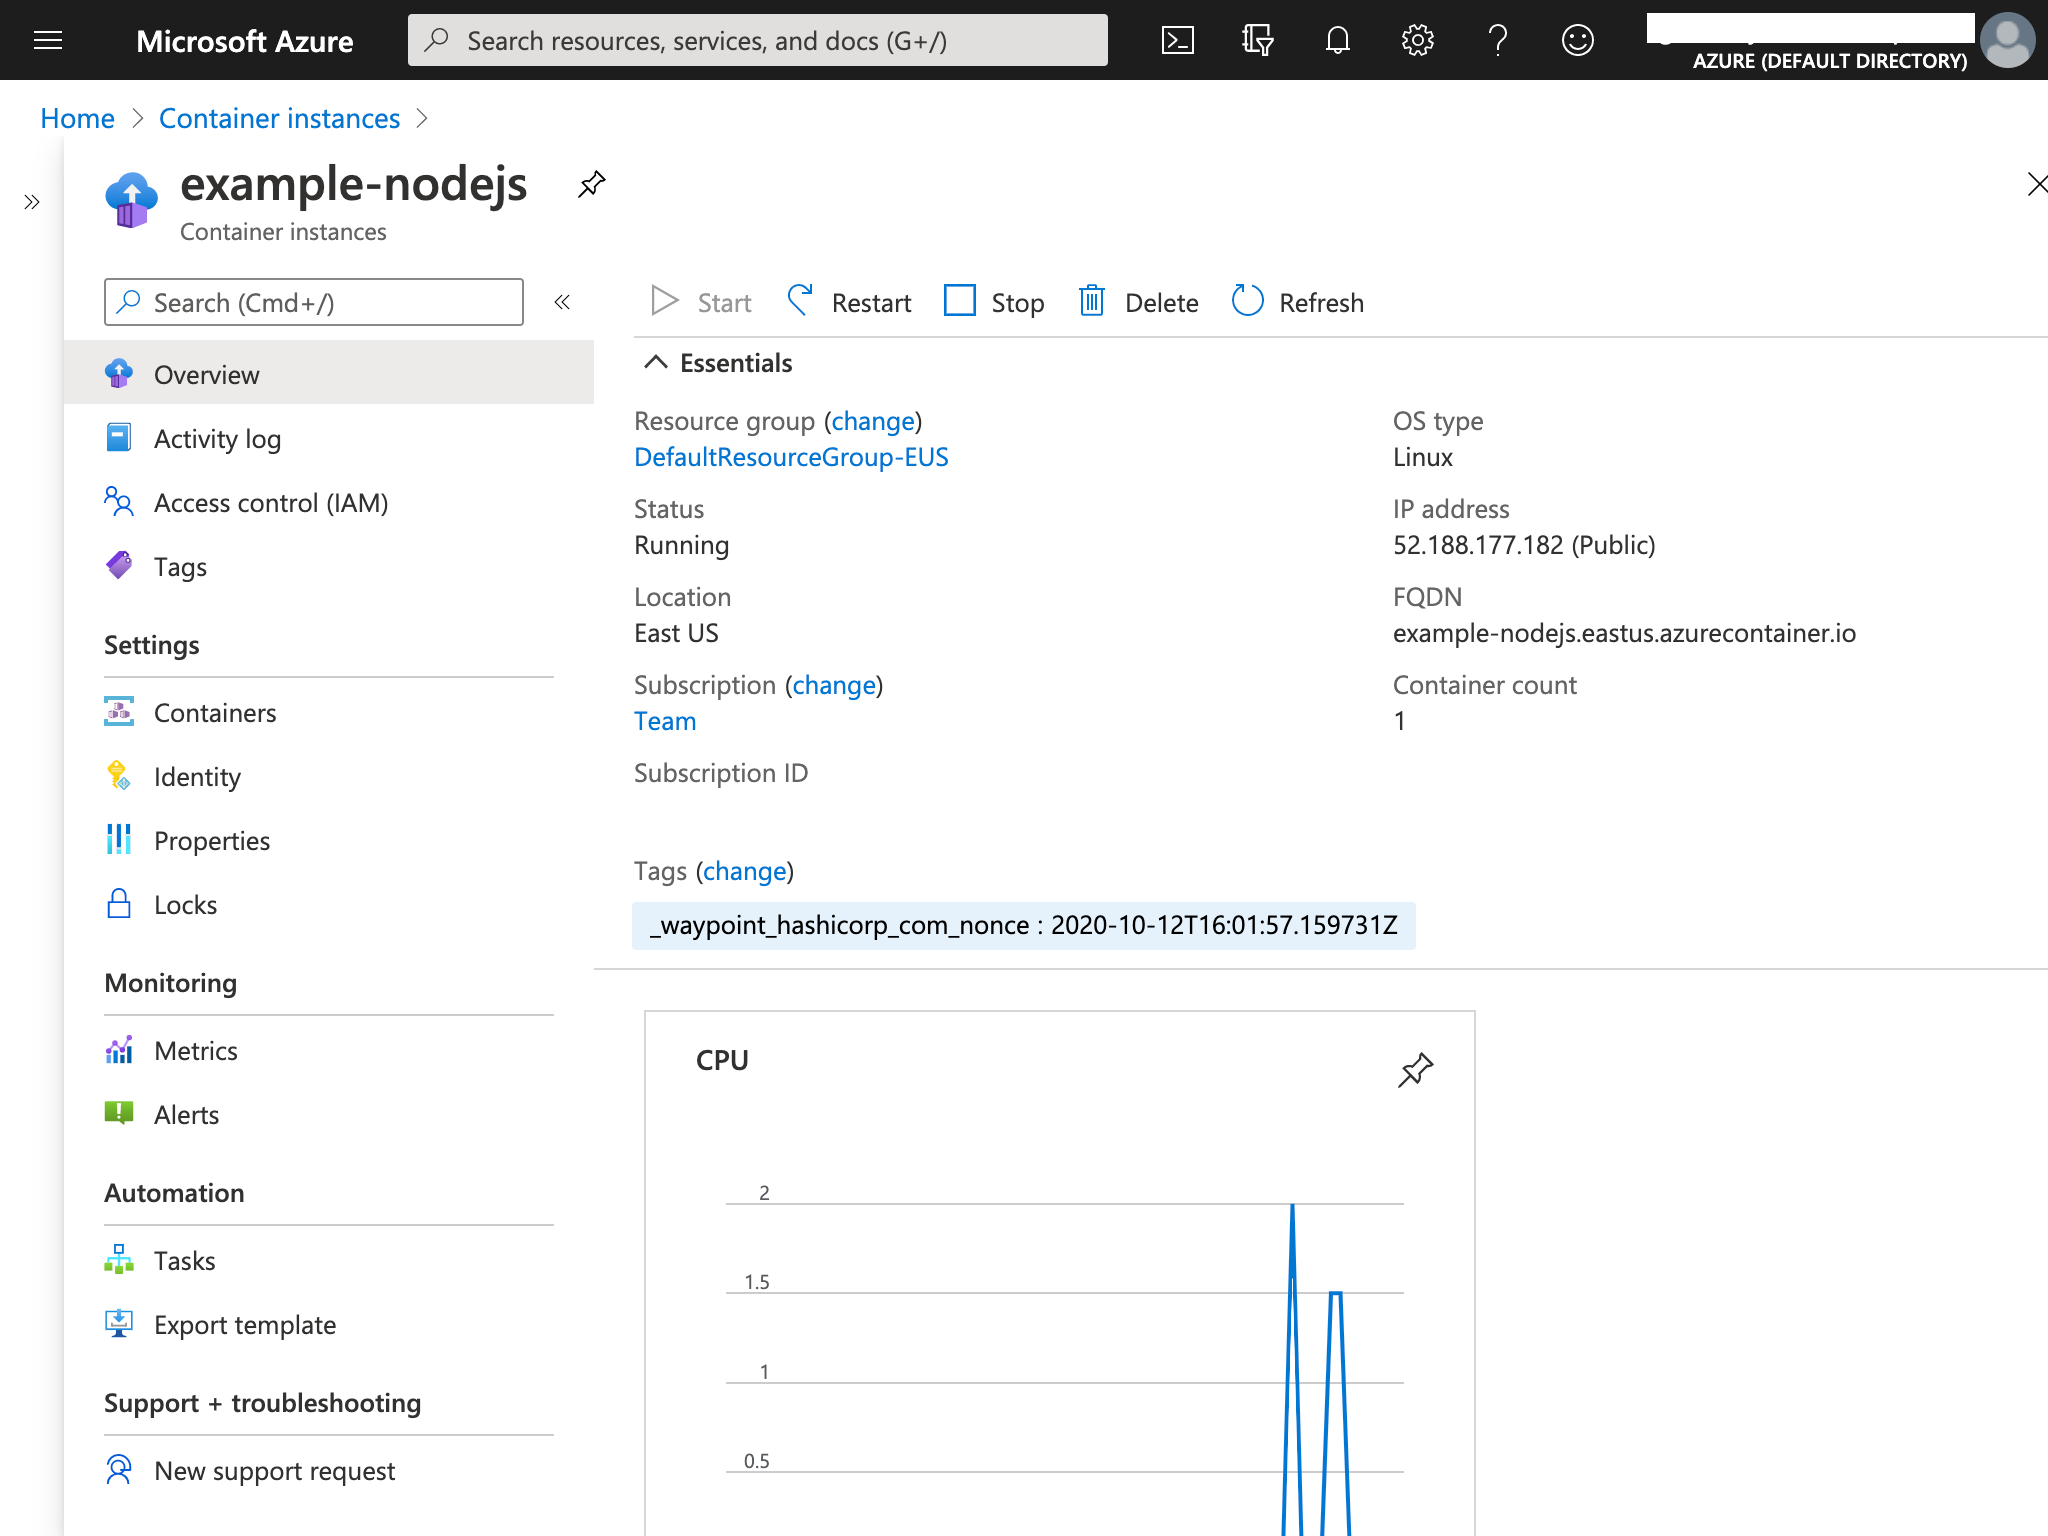 Microsoft Azure
Search resources, services, and docs (G+/)
AZURE (DEFAULT DIRECTORY)
Home > Container instances >
example-nodejs
Container instances
Search (Cmd+/)
«
»
Start Restart Stop Delete Refresh
Overview
Activity log
Access control (IAM)
Tags
Settings
Containers
Identity
Properties
Locks
Monitoring
Metrics
Alerts
Automation
Tasks
Export template
Support + troubleshooting
New support request
Essentials
Resource group (change)
DefaultResourceGroup-EUS
Status
Running
Location
East US
Subscription (change)
Team
Subscription ID
OS type
Linux
IP address
52.188.177.182 (Public)
FQDN
example-nodejs.eastus.azurecontainer.io
Container count
1
Tags (change)
_waypoint_hashicorp_com_nonce : 2020-10-12T16:01:57.159731Z
CPU
2
1.5
1
0.5